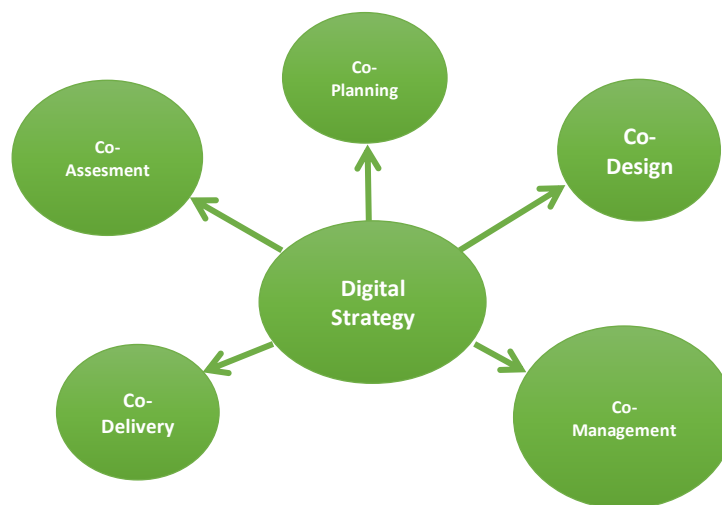 Co-
Planning
Co-
Assesment
Co-
Design
Digital
Strategy
Co-
Delivery
Co-
Management